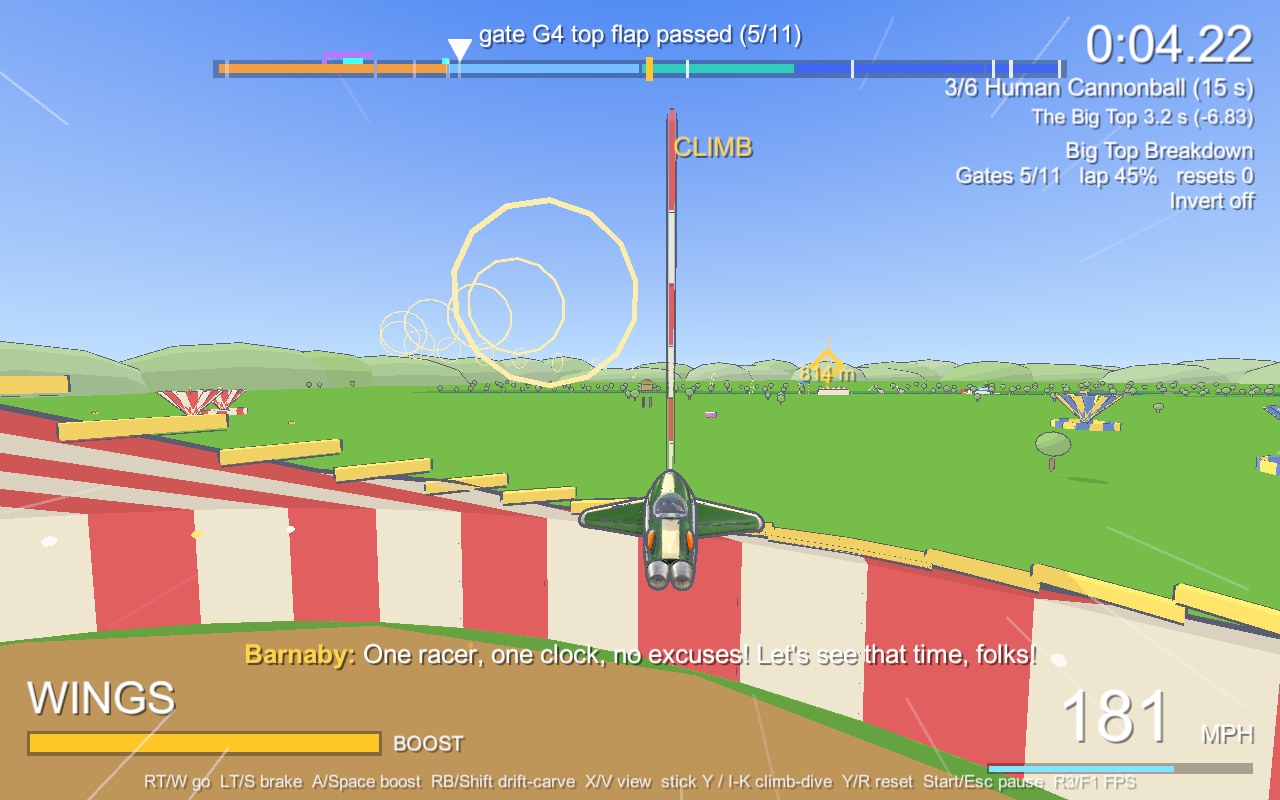 gate G4 top flap passed (5/11)
0:04.22
3/6 Human Cannonball (15 s)
The Big Top 3.2 s (-6.83)
Big Top Breakdown
Gates 5/11 lap 45% resets 0
Invert off
CLIMB
814 m
Barnaby: One racer, one clock, no excuses! Let's see that time, folks!
WINGS
BOOST
181 MPH
RT/W go LT/S brake A/Space boost RB/Shift drift-carve X/V view stick Y / I-K climb-dive Y/R reset Start/Esc pause R3/F1 FPS